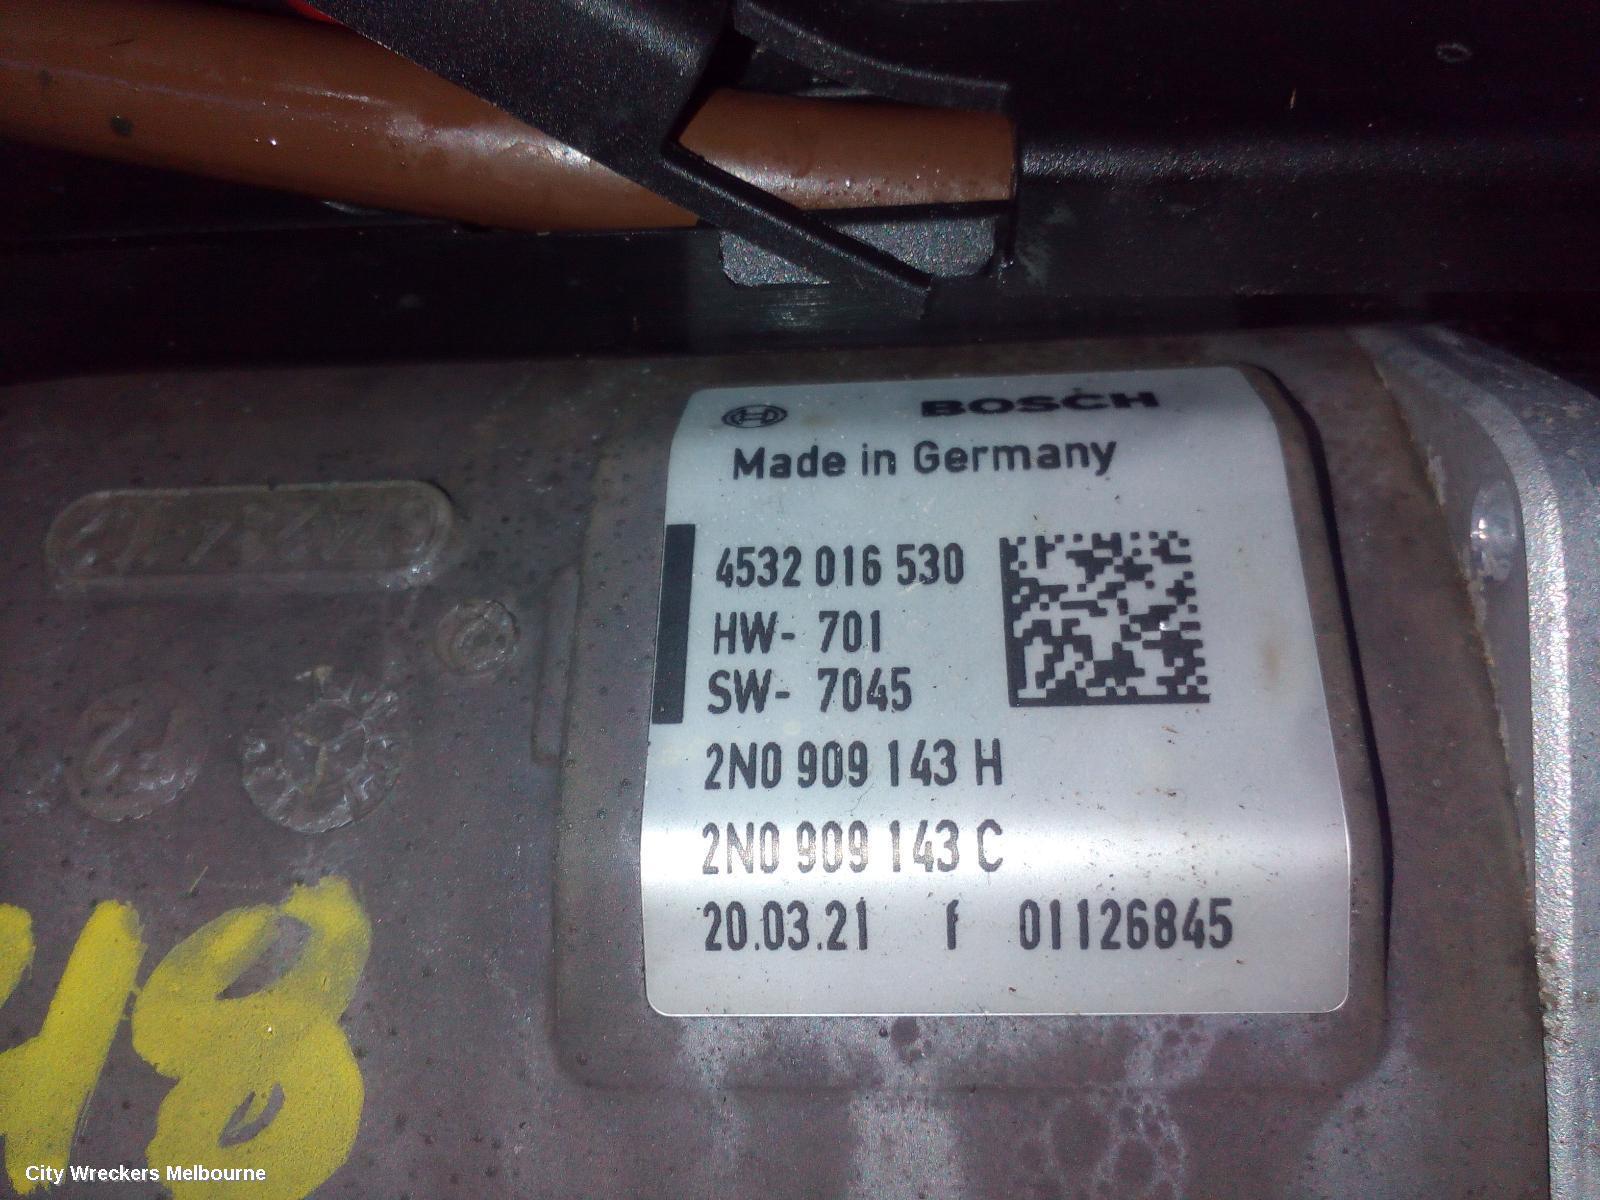 BOSCH
Made in Germany
4532 016 530
HW- 701
SW- 7045
2N0 909 143 H
2N0 909 143 C
20.03.21 f 01126845
18
City Wreckers Melbourne